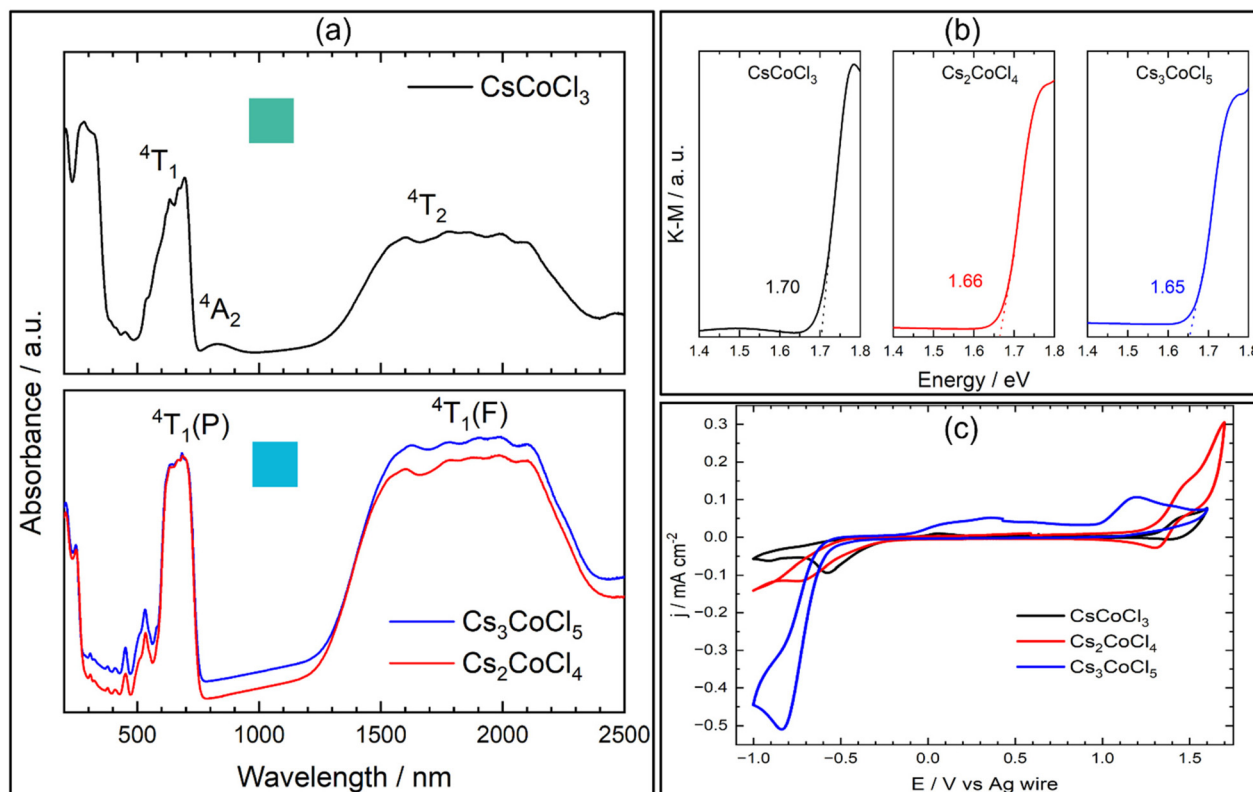 (a)
CsCoCl₃
⁴T₁
⁴T₂
⁴A₂
⁴T₁(P)
⁴T₁(F)
Cs₃CoCl₅
Cs₂CoCl₄
500 1000 1500 2000 2500
Wavelength / nm
Absorbance / a.u.
(b)
CsCoCl₃ Cs₂CoCl₄ Cs₃CoCl₅
K-M / a. u.
1.70 1.66 1.65
1.4 1.5 1.6 1.7 1.8 1.4 1.5 1.6 1.7 1.8 1.4 1.5 1.6 1.7 1.8
Energy / eV
(c)
0.3
0.2
0.1
0.0
−0.1
−0.2
−0.3
−0.4
−0.5
j / mA cm⁻²
CsCoCl₃
Cs₂CoCl₄
Cs₃CoCl₅
−1.0 −0.5 0.0 0.5 1.0 1.5
E / V vs Ag wire